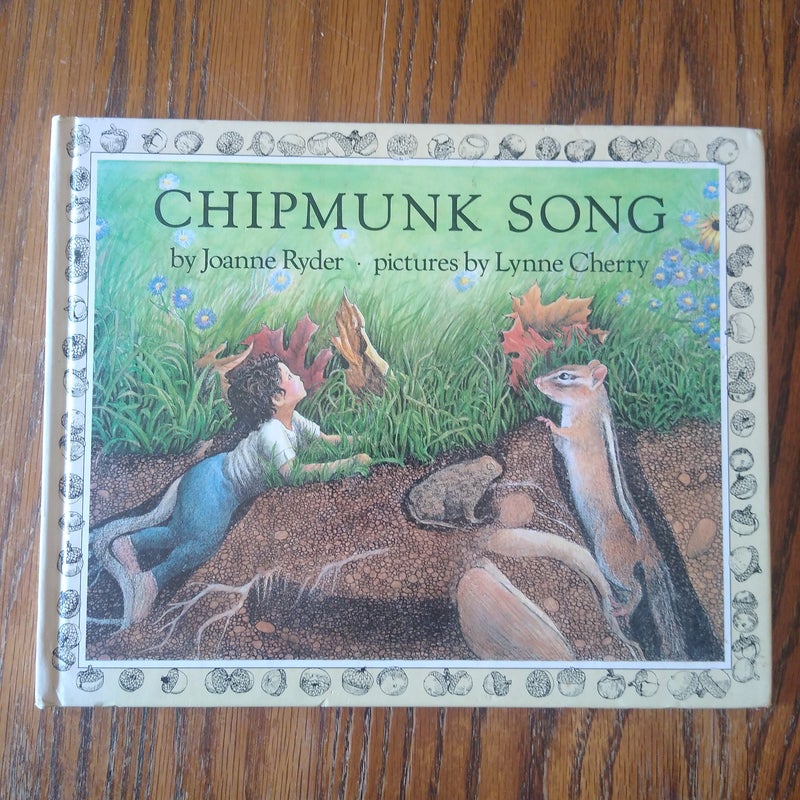 CHIPMUNK SONG
by Joanne Ryder · pictures by Lynne Cherry